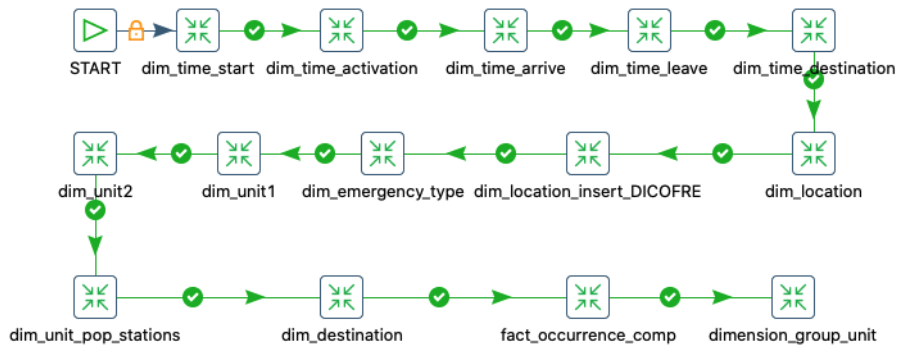 START
dim_time_start
dim_time_activation
dim_time_arrive
dim_time_leave
dim_time_destination
dim_unit2
dim_unit1
dim_emergency_type
dim_location_insert_DICOFRE
dim_location
dim_unit_pop_stations
dim_destination
fact_occurrence_comp
dimension_group_unit